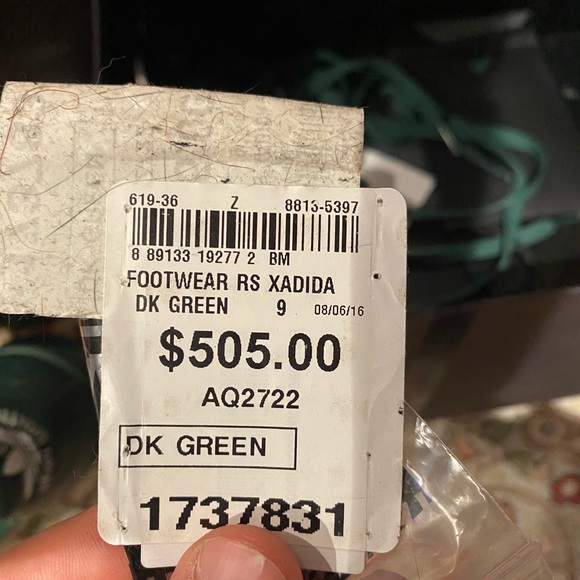 619-36 Z 8813-5397
8 89133 19277 2 BM
FOOTWEAR RS XADIDA
DK GREEN 9 08/06/16
$505.00
AQ2722
DK GREEN
1737831